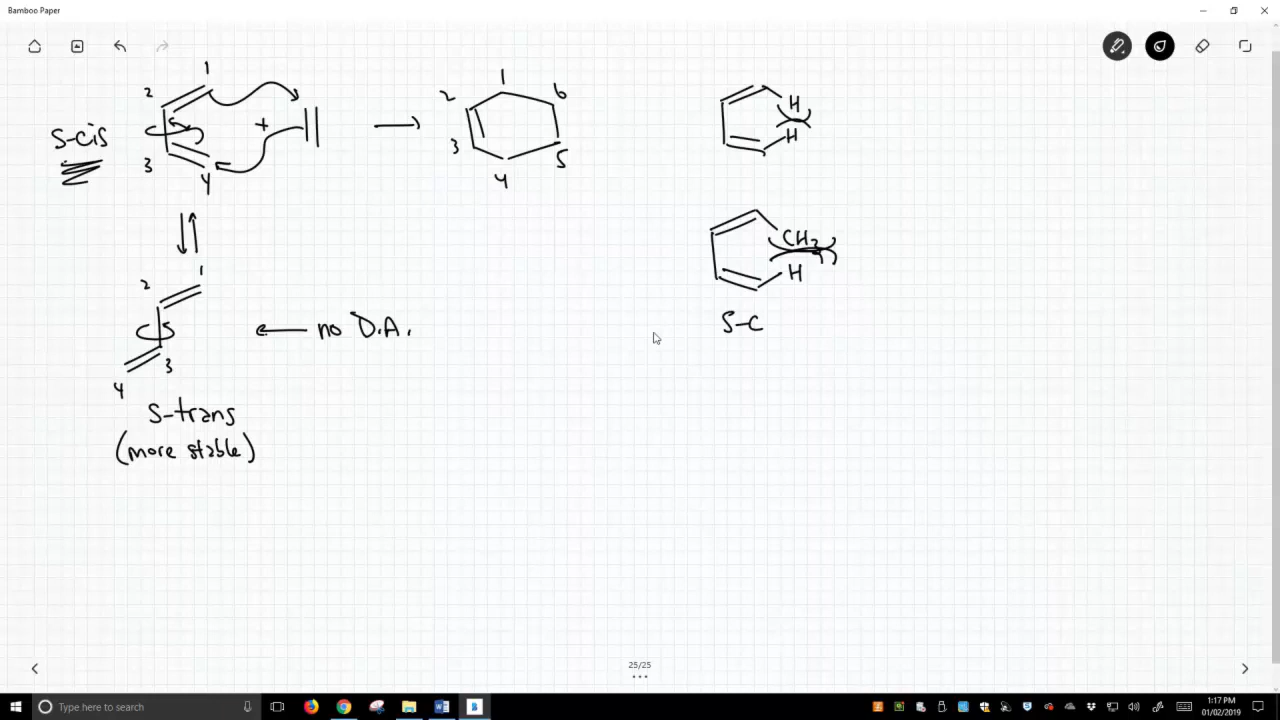 Bamboo Paper
1
2
3
4
S-cis
+
1
2
3
4
5
6
H
H
CH3
H
S-C
1
2
3
4
no D.A.
S-trans
(more stable)
25/25
Type here to search
1:17 PM
01/02/2019